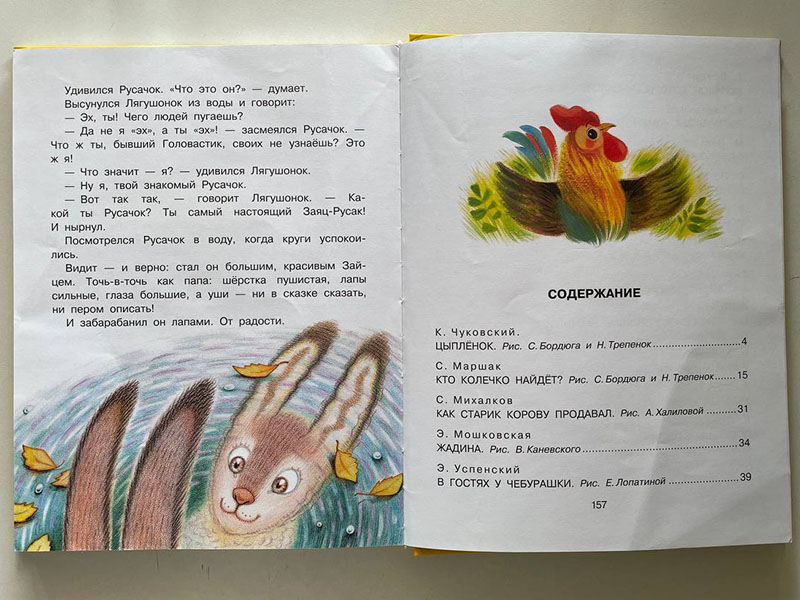 Удивился Русачок. «Что это он?» — думает.
Высунулся Лягушонок из воды и говорит:
— Эх, ты! Чего людей пугаешь?
— Да не я «эх», а ты «эх»! — засмеялся Русачок. —
Что ж ты, бывший Головастик, своих не узнаёшь? Это
ж я!
— Что значит — я? — удивился Лягушонок.
— Ну я, твой знакомый Русачок.
— Вот так так, — говорит Лягушонок. — Ка-
кой ты Русачок? Ты самый настоящий Заяц-Русак!
И нырнул.
Посмотрелся Русачок в воду, когда круги успокои-
лись.
Видит — и верно: стал он большим, красивым Зай-
цем. Точь-в-точь как папа: шёрстка пушистая, лапы
сильные, глаза большие, а уши — ни в сказке сказать,
ни пером описать!
И забарабанил он лапами. От радости.
СОДЕРЖАНИЕ
К. Чуковский.
ЦЫПЛЁНОК. Рис. С. Бордюга и Н. Трепенок 4
С. Маршак
КТО КОЛЕЧКО НАЙДЁТ? Рис. С. Бордюга и Н. Трепенок 15
С. Михалков
КАК СТАРИК КОРОВУ ПРОДАВАЛ. Рис. А. Халиловой 31
Э. Мошковская
ЖАДИНА. Рис. В. Каневского 34
Э. Успенский
В ГОСТЯХ У ЧЕБУРАШКИ. Рис. Е. Лопатиной 39
157